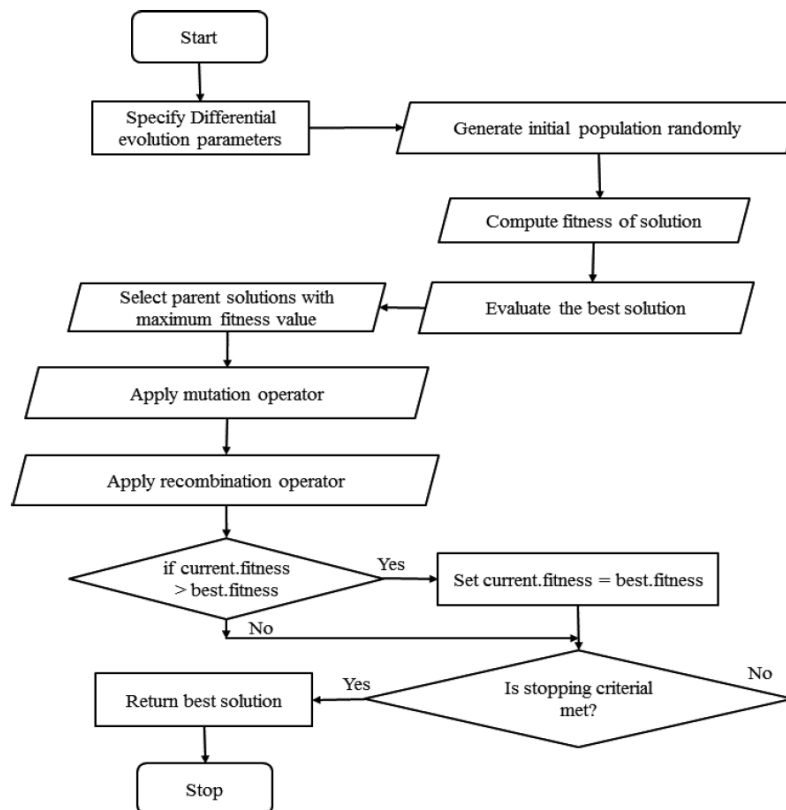 Start
Specify Differential
evolution parameters
Generate initial population randomly
Compute fitness of solution
Evaluate the best solution
Select parent solutions with
maximum fitness value
Apply mutation operator
Apply recombination operator
if current.fitness
> best.fitness
Yes
Set current.fitness = best.fitness
No
Is stopping criterial
met?
No
Yes
Return best solution
Stop